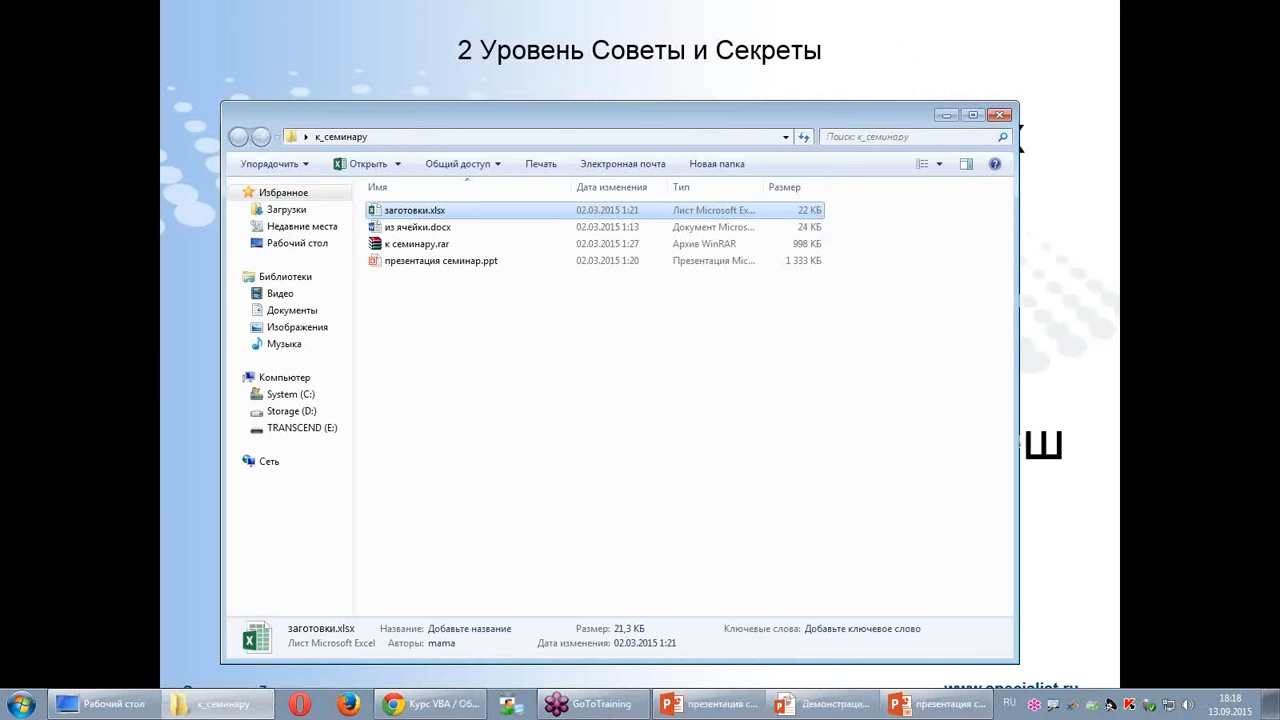 2 Уровень Советы и Секреты
к_семинару
Поиск: к_семинару
Упорядочить Открыть Общий доступ Печать Электронная почта Новая папка
Имя Дата изменения Тип Размер
Избранное
Загрузки
Недавние места
Рабочий стол
Библиотеки
Видео
Документы
Изображения
Музыка
Компьютер
System (C:)
Storage (D:)
TRANSCEND (E:)
Сеть
заготовки.xlsx 02.03.2015 1:21 Лист Microsoft Ex... 22 КБ
из ячейки.docx 02.03.2015 1:13 Документ Micros... 24 КБ
к семинару.rar 02.03.2015 1:27 Архив WinRAR 998 КБ
презентация семинар.ppt 02.03.2015 1:20 Презентация Mic... 1 333 КБ
ш
заготовки.xlsx Название: Добавьте название Размер: 21,3 КБ Ключевые слова: Добавьте ключевое слово
Лист Microsoft Excel Авторы: mama Дата изменения: 02.03.2015 1:21
www.specialist.ru
Рабочий стол к_семинару Курс VBA / Об... GoToTraining презентация с... Демонстраци... презентация с... RU 18:18
13.09.2015